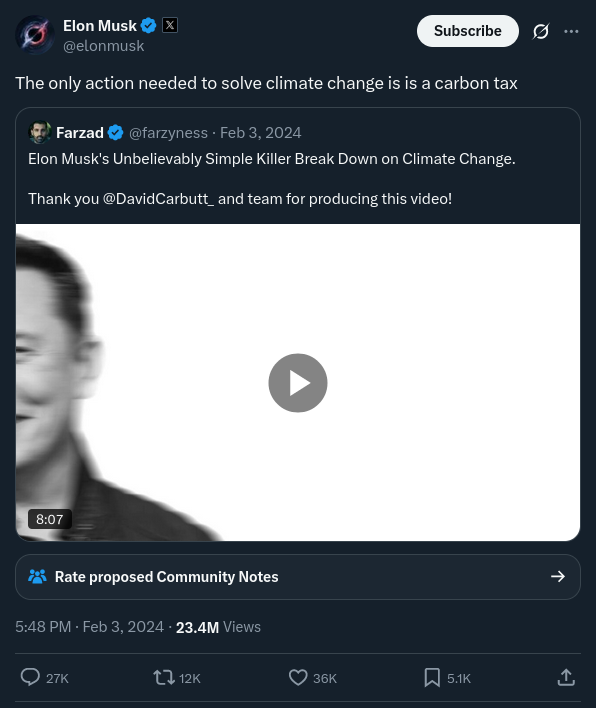 Elon Musk
@elonmusk
Subscribe
The only action needed to solve climate change is is a carbon tax
Farzad @farzyness · Feb 3, 2024
Elon Musk's Unbelievably Simple Killer Break Down on Climate Change.
Thank you @DavidCarbutt_ and team for producing this video!
8:07
Rate proposed Community Notes
5:48 PM · Feb 3, 2024 · 23.4M Views
27K 12K 36K 5.1K